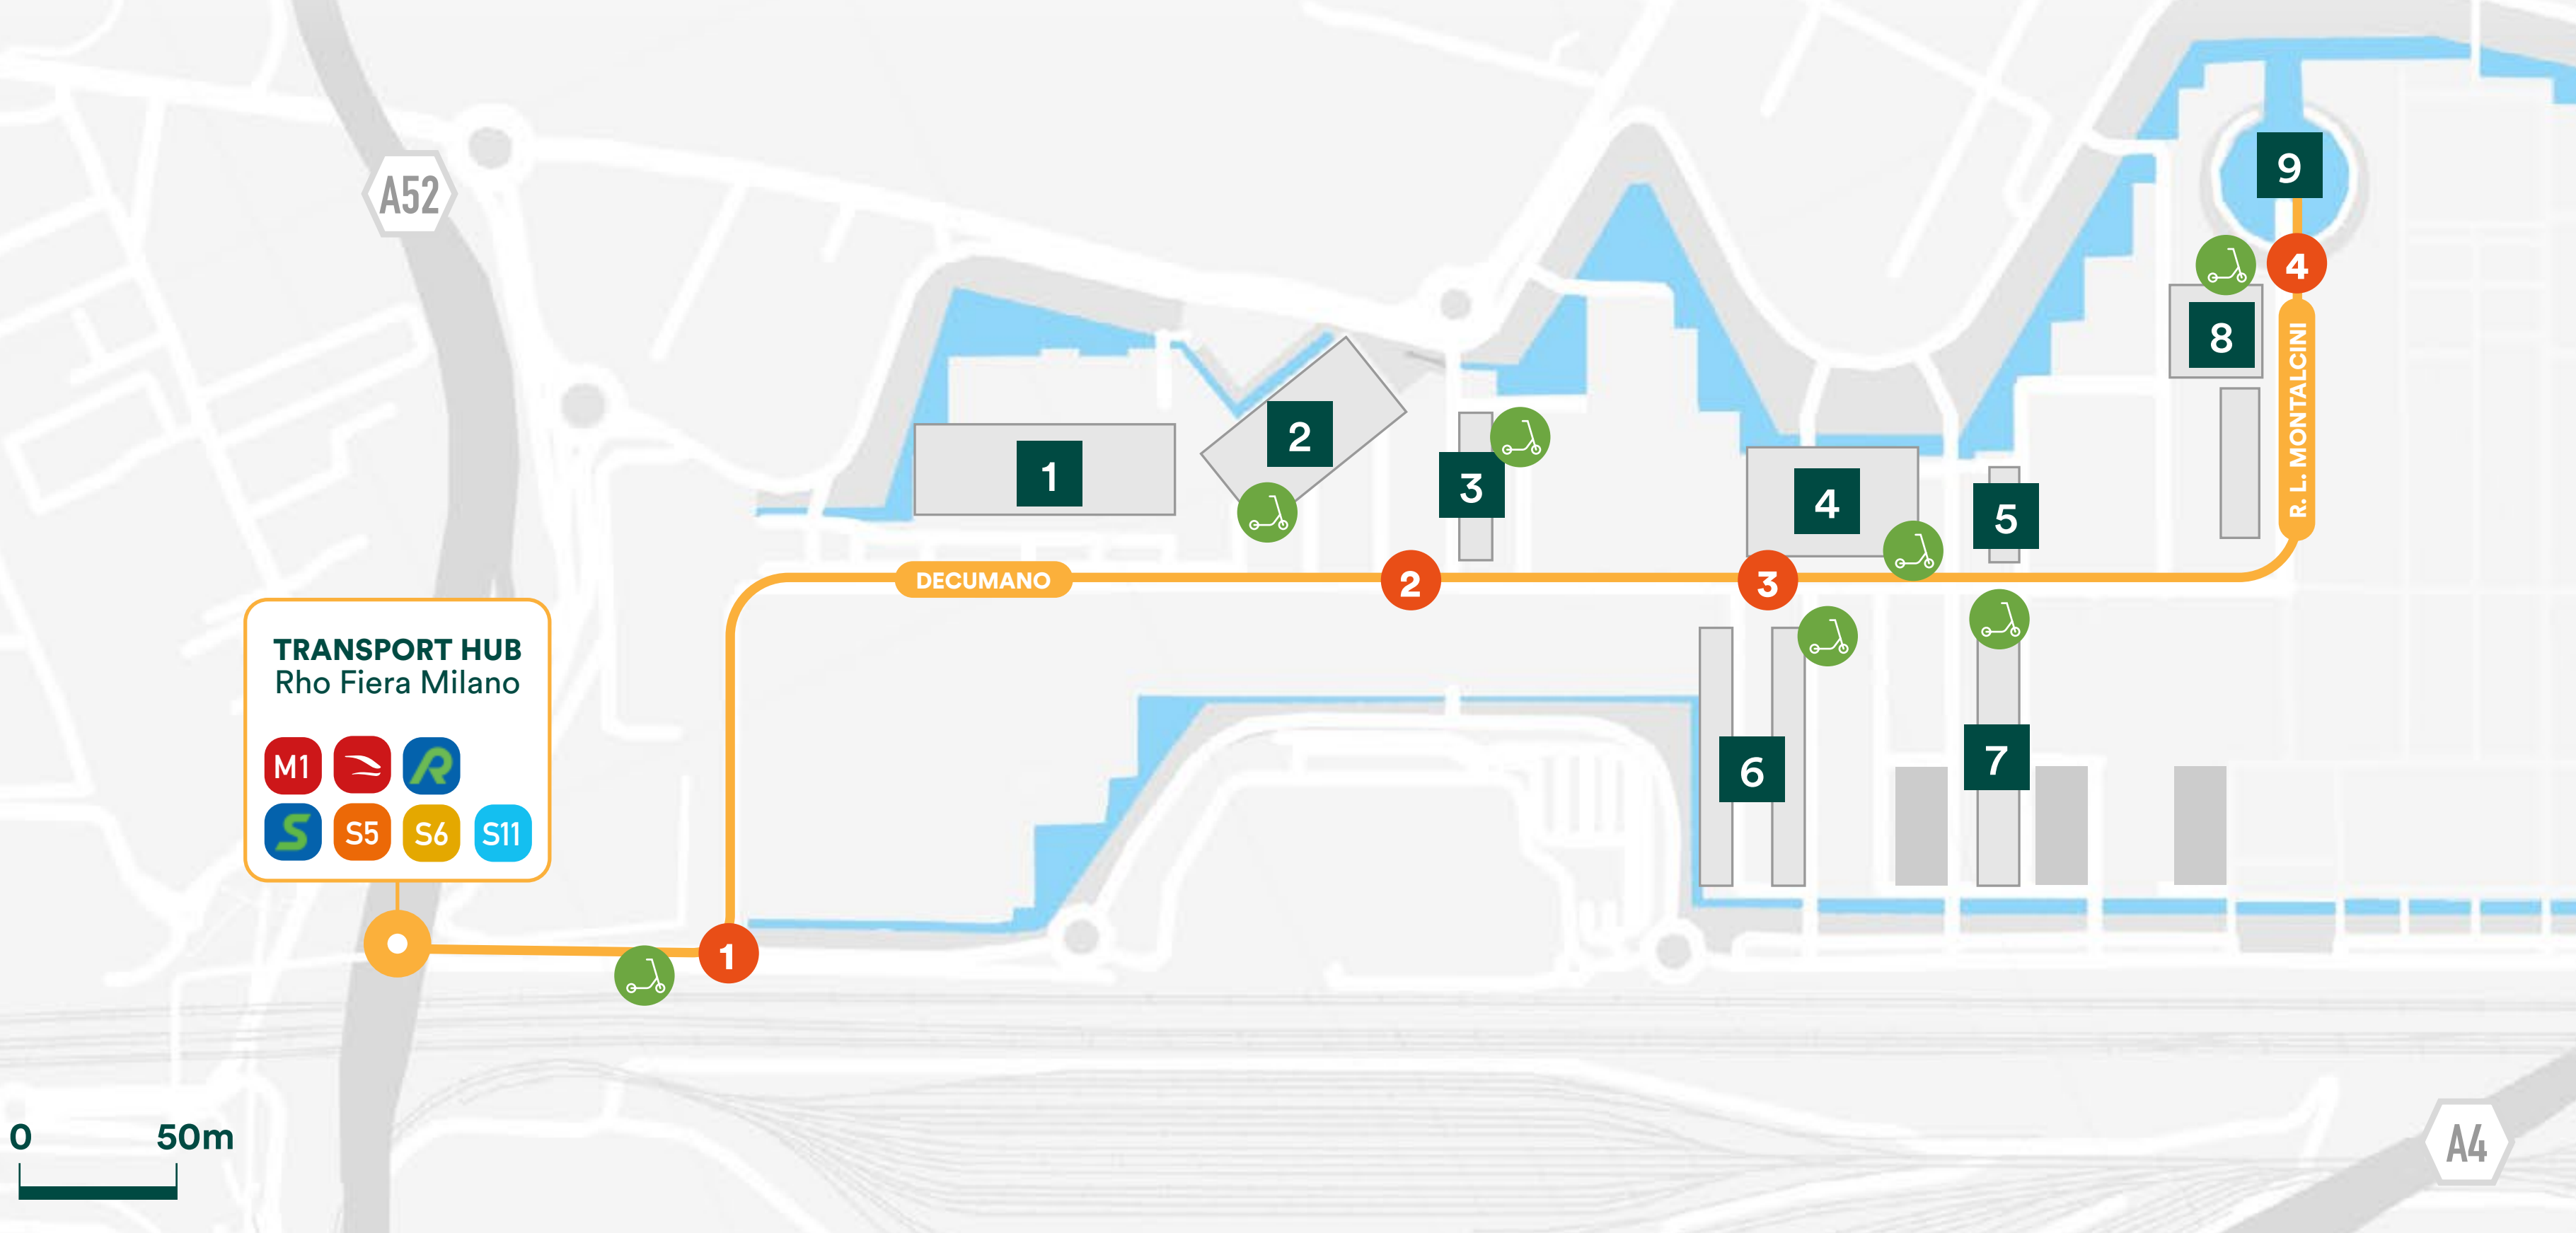 A52
9
4
8
R. L. MONTALCINI
2
1
3
4
5
DECUMANO
2
3
TRANSPORT HUB
Rho Fiera Milano
M1
R
S
S5
S6
S11
6
7
1
0
50m
A4